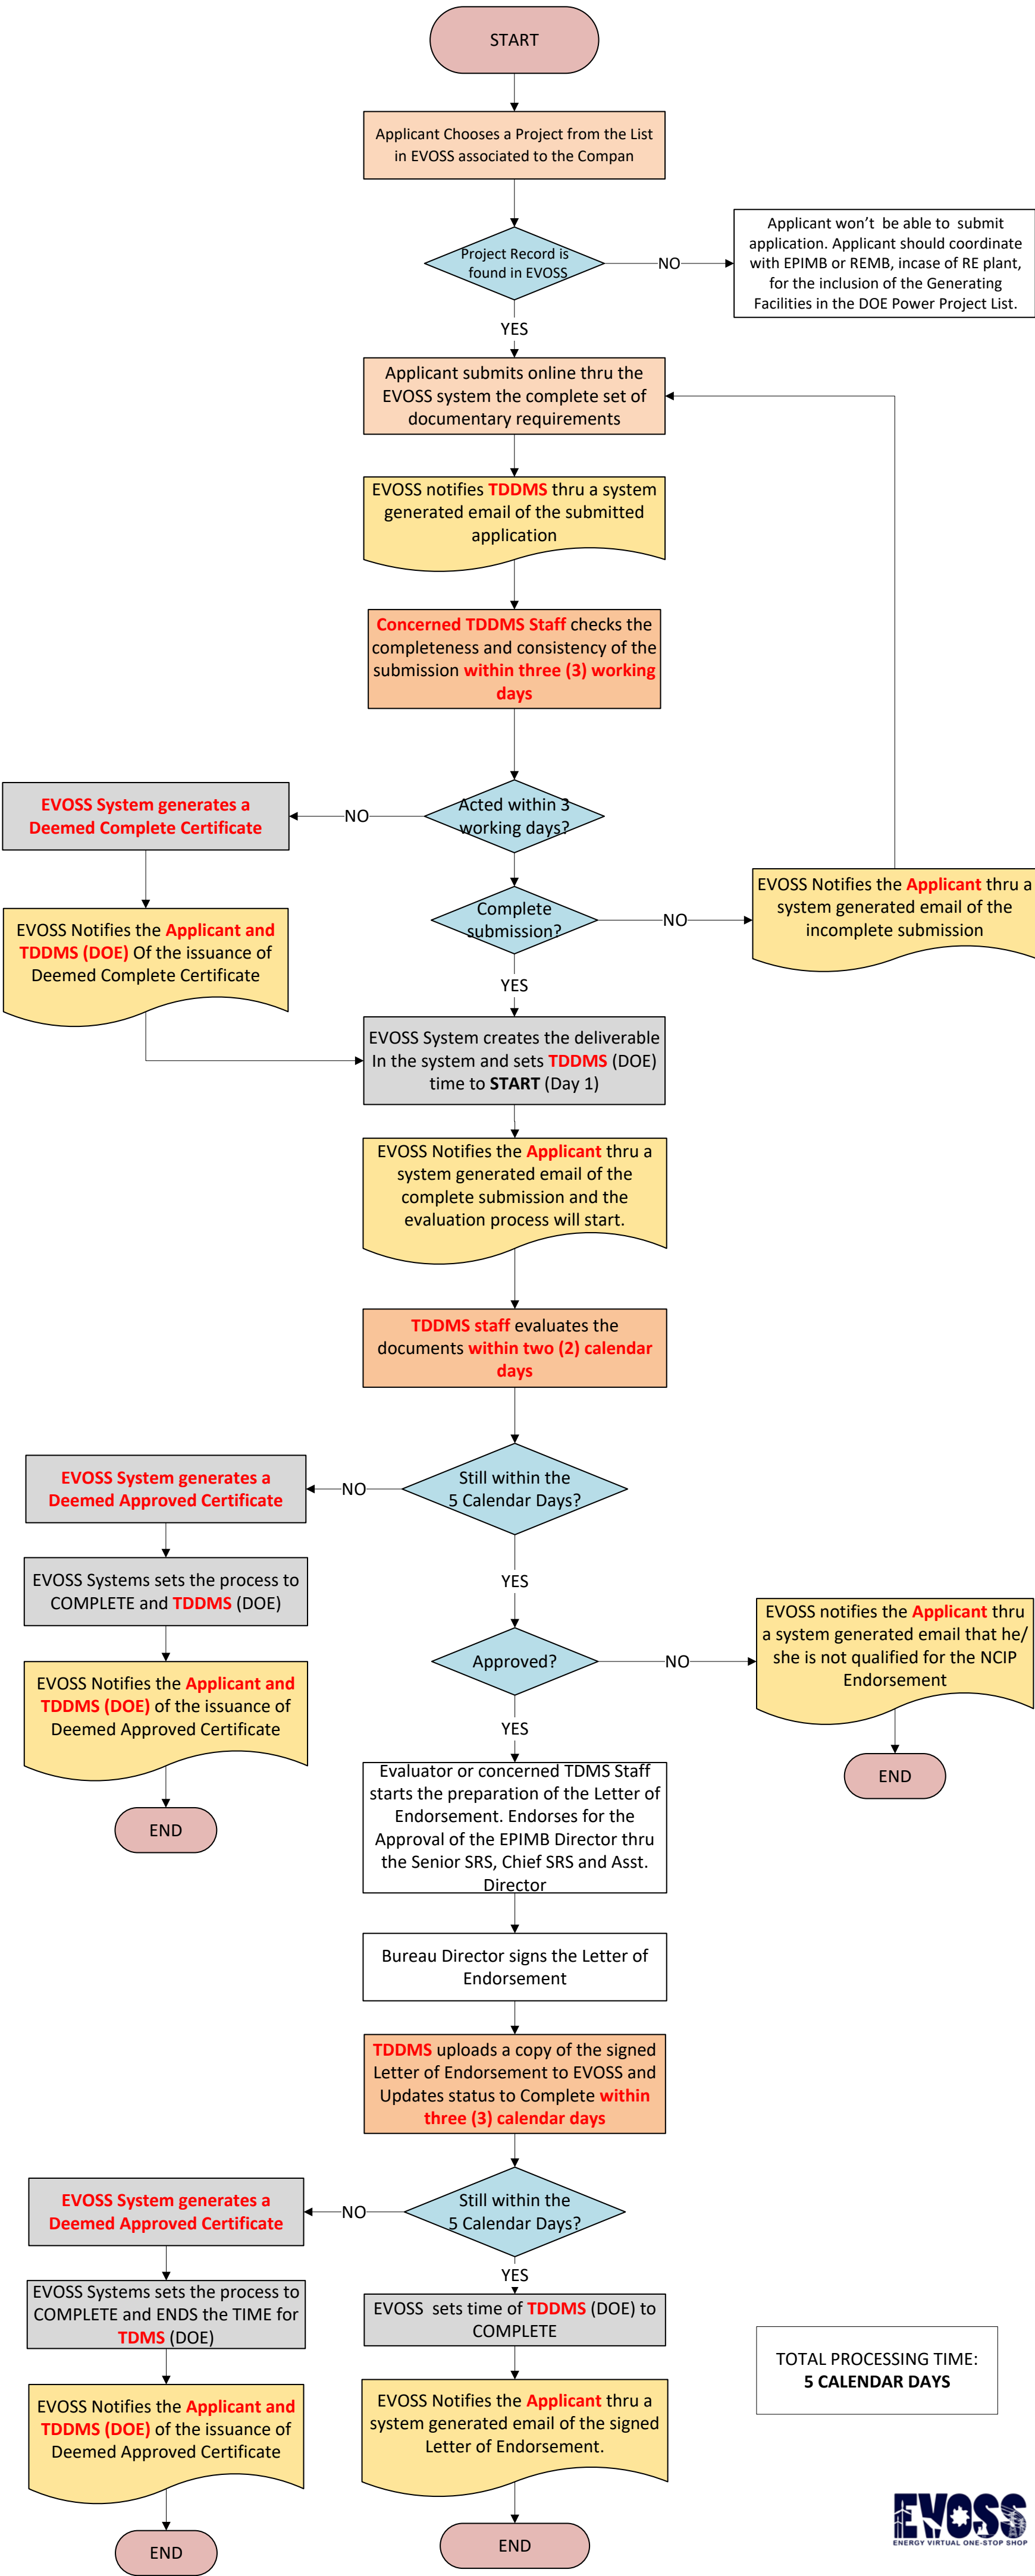 START
Applicant Chooses a Project from the List
in EVOSS associated to the Compan
Project Record is
found in EVOSS
NO
Applicant won't  be able to  submit
application. Applicant should coordinate
with EPIMB or REMB, incase of RE plant,
for the inclusion of the Generating
Facilities in the DOE Power Project List.
YES
Applicant submits online thru the
EVOSS system the complete set of
documentary requirements
EVOSS notifies TDDMS thru a system
generated email of the submitted
application
Concerned TDDMS Staff checks the
completeness and consistency of the
submission within three (3) working
days
Acted within 3
working days?
NO
EVOSS System generates a
Deemed Complete Certificate
EVOSS Notifies the Applicant and
TDDMS (DOE) Of the issuance of
Deemed Complete Certificate
Complete
submission?
NO
EVOSS Notifies the Applicant thru a
system generated email of the
incomplete submission
YES
EVOSS System creates the deliverable
In the system and sets TDDMS (DOE)
time to START (Day 1)
EVOSS Notifies the Applicant thru a
system generated email of the
complete submission and the
evaluation process will start.
TDDMS staff evaluates the
documents within two (2) calendar
days
Still within the
5 Calendar Days?
NO
EVOSS System generates a
Deemed Approved Certificate
EVOSS Systems sets the process to
COMPLETE and TDDMS (DOE)
EVOSS Notifies the Applicant and
TDDMS (DOE) of the issuance of
Deemed Approved Certificate
END
YES
Approved?
NO
EVOSS notifies the Applicant thru
a system generated email that he/
she is not qualified for the NCIP
Endorsement
END
YES
Evaluator or concerned TDMS Staff
starts the preparation of the Letter of
Endorsement. Endorses for the
Approval of the EPIMB Director thru
the Senior SRS, Chief SRS and Asst.
Director
Bureau Director signs the Letter of
Endorsement
TDDMS uploads a copy of the signed
Letter of Endorsement to EVOSS and
Updates status to Complete within
three (3) calendar days
Still within the
5 Calendar Days?
NO
EVOSS System generates a
Deemed Approved Certificate
EVOSS Systems sets the process to
COMPLETE and ENDS the TIME for
TDMS (DOE)
EVOSS Notifies the Applicant and
TDDMS (DOE) of the issuance of
Deemed Approved Certificate
END
YES
EVOSS  sets time of TDDMS (DOE) to
COMPLETE
EVOSS Notifies the Applicant thru a
system generated email of the signed
Letter of Endorsement.
END
TOTAL PROCESSING TIME:
5 CALENDAR DAYS
EVOSS
ENERGY VIRTUAL ONE-STOP SHOP